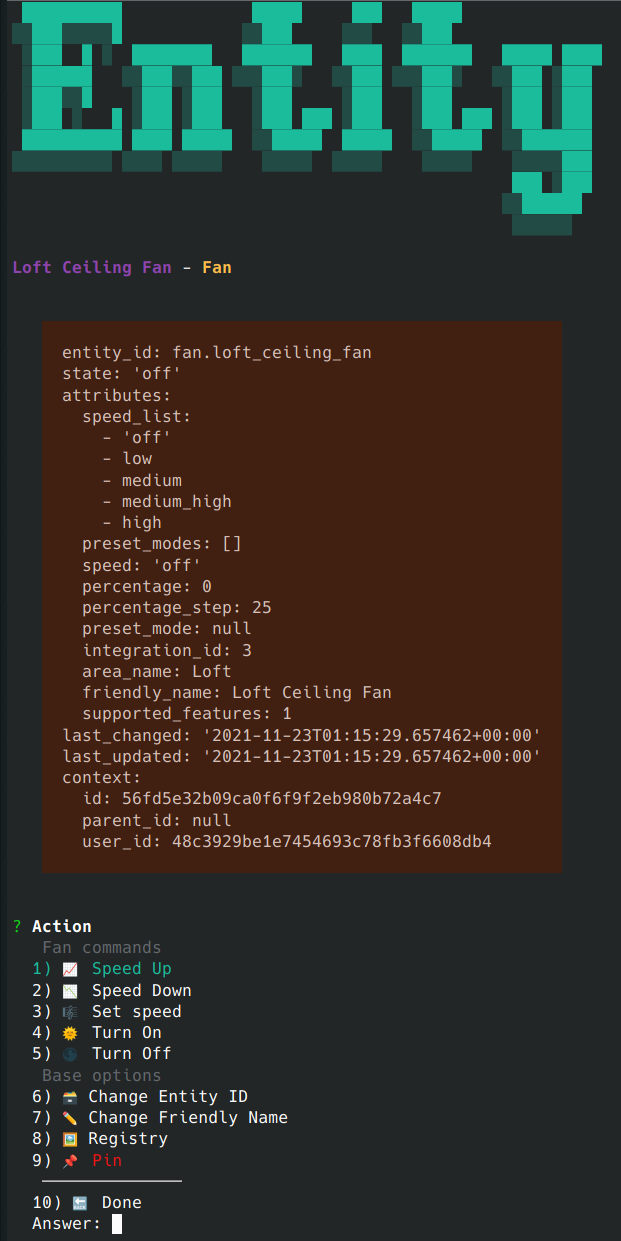 Entity
Loft Ceiling Fan - Fan
entity_id: fan.loft_ceiling_fan
state: 'off'
attributes:
  speed_list:
    - 'off'
    - low
    - medium
    - medium_high
    - high
  preset_modes: []
  speed: 'off'
  percentage: 0
  percentage_step: 25
  preset_mode: null
  integration_id: 3
  area_name: Loft
  friendly_name: Loft Ceiling Fan
  supported_features: 1
last_changed: '2021-11-23T01:15:29.657462+00:00'
last_updated: '2021-11-23T01:15:29.657462+00:00'
context:
  id: 56fd5e32b09ca0f6f9f2eb980b72a4c7
  parent_id: null
  user_id: 48c3929be1e7454693c78fb3f6608db4
? Action
Fan commands
1) 📈 Speed Up
2) 📉 Speed Down
3) 🎼 Set speed
4) 🌞 Turn On
5) 🌑 Turn Off
Base options
6) 🗃 Change Entity ID
7) ✏ Change Friendly Name
8) 🖼 Registry
9) 📌 Pin
10) 🔙 Done
Answer: